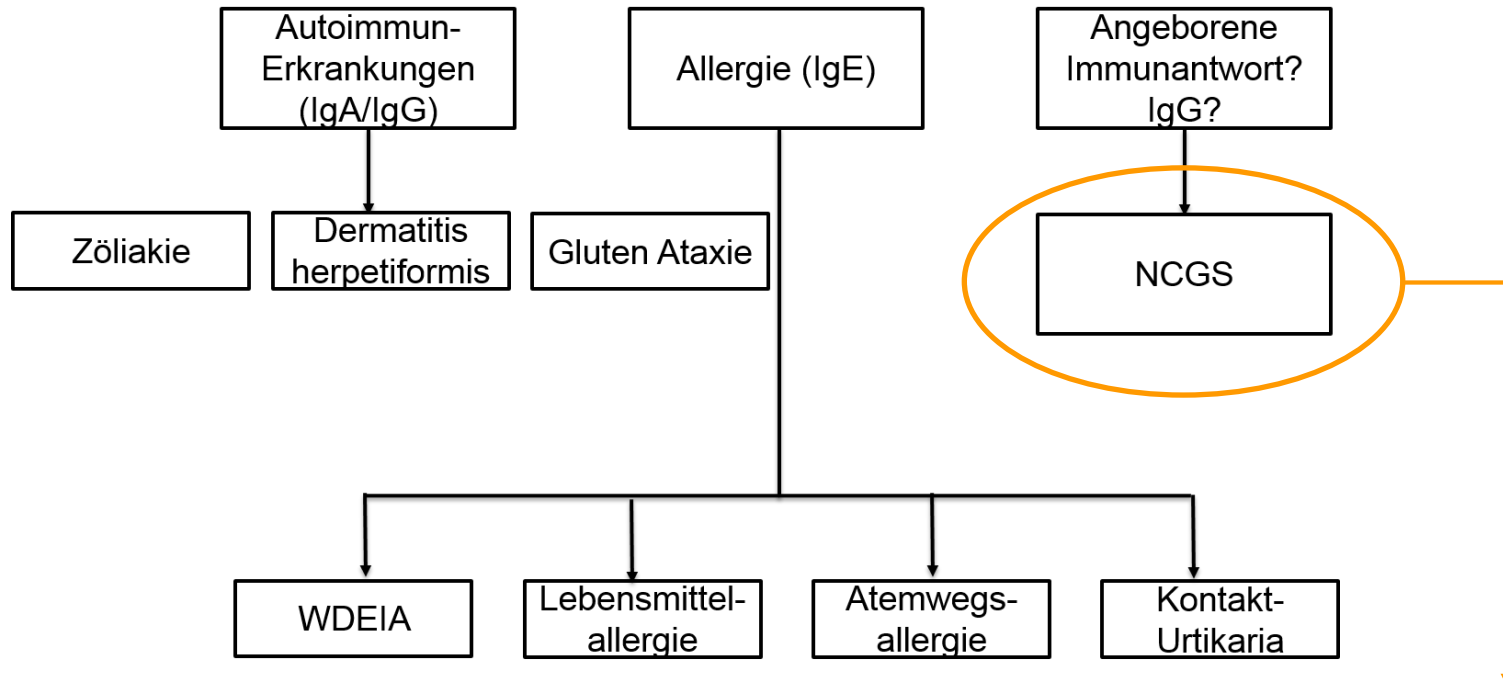 Autoimmun-
Erkrankungen
(IgA/IgG)
Allergie (IgE)
Angeborene
Immunantwort?
IgG?
Zöliakie
Dermatitis
herpetiformis
Gluten Ataxie
NCGS
WDEIA
Lebensmittel-
allergie
Atemwegs-
allergie
Kontakt-
Urtikaria